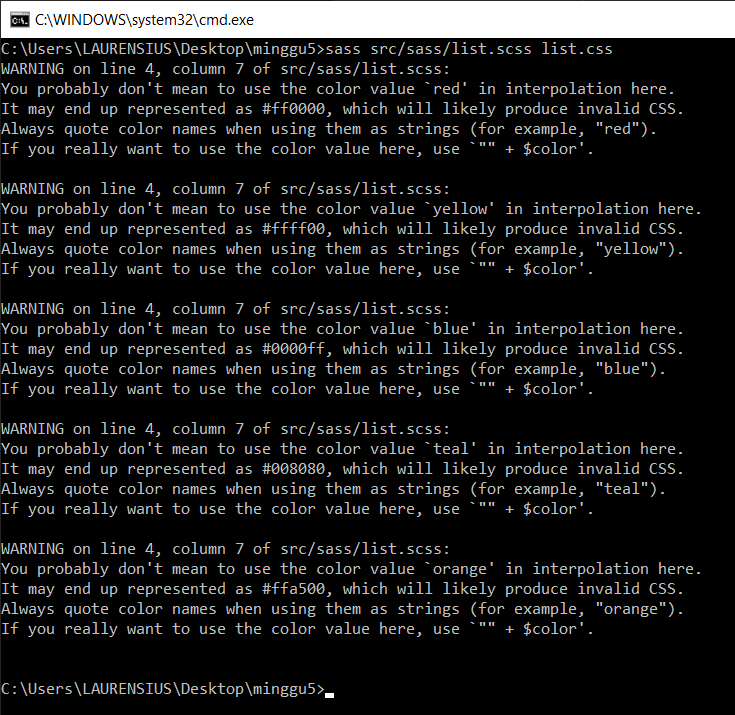 C:\WINDOWS\system32\cmd.exe
C:\Users\LAURENSIUS\Desktop\minggu5>sass src/sass/list.scss list.css
WARNING on line 4, column 7 of src/sass/list.scss:
You probably don't mean to use the color value `red' in interpolation here.
It may end up represented as #ff0000, which will likely produce invalid CSS.
Always quote color names when using them as strings (for example, "red").
If you really want to use the color value here, use `"" + $color'.

WARNING on line 4, column 7 of src/sass/list.scss:
You probably don't mean to use the color value `yellow' in interpolation here.
It may end up represented as #ffff00, which will likely produce invalid CSS.
Always quote color names when using them as strings (for example, "yellow").
If you really want to use the color value here, use `"" + $color'.

WARNING on line 4, column 7 of src/sass/list.scss:
You probably don't mean to use the color value `blue' in interpolation here.
It may end up represented as #0000ff, which will likely produce invalid CSS.
Always quote color names when using them as strings (for example, "blue").
If you really want to use the color value here, use `"" + $color'.

WARNING on line 4, column 7 of src/sass/list.scss:
You probably don't mean to use the color value `teal' in interpolation here.
It may end up represented as #008080, which will likely produce invalid CSS.
Always quote color names when using them as strings (for example, "teal").
If you really want to use the color value here, use `"" + $color'.

WARNING on line 4, column 7 of src/sass/list.scss:
You probably don't mean to use the color value `orange' in interpolation here.
It may end up represented as #ffa500, which will likely produce invalid CSS.
Always quote color names when using them as strings (for example, "orange").
If you really want to use the color value here, use `"" + $color'.

C:\Users\LAURENSIUS\Desktop\minggu5>